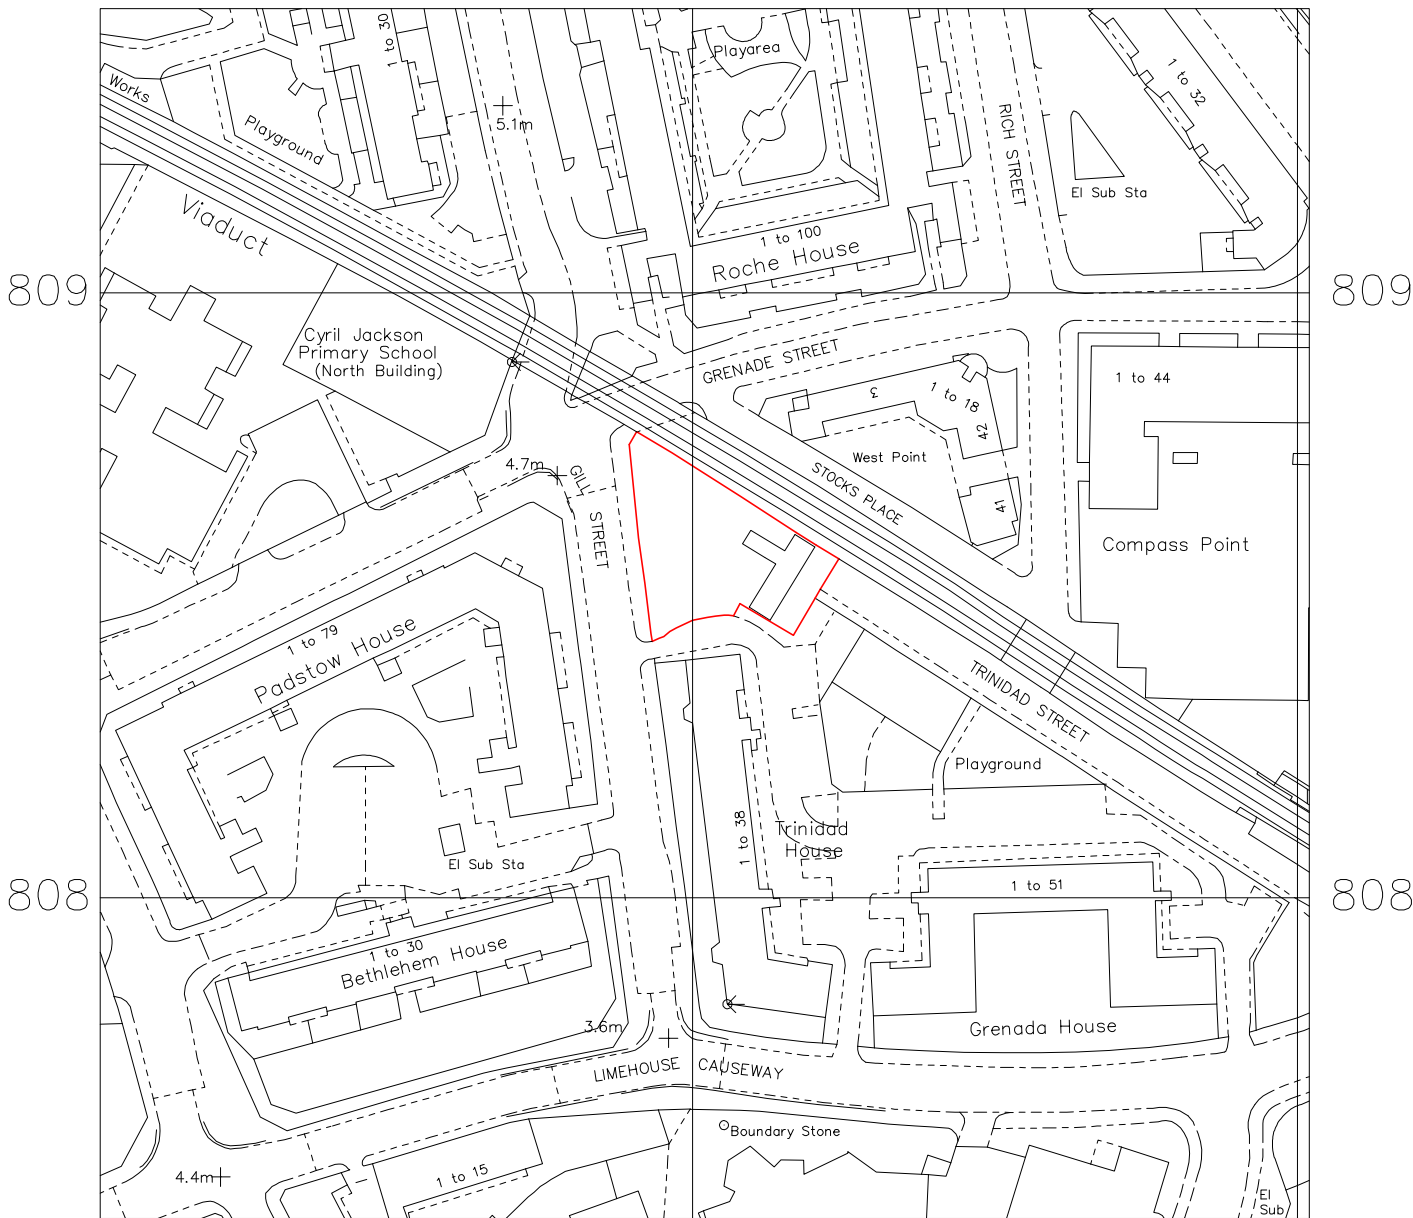 1 to 30
Playarea
Works
5.1m
Playground
RICH STREET
1 to 32
El Sub Sta
Viaduct
1 to 100
Roche House
809
809
Cyril Jackson
Primary School
(North Building)
GRENADE STREET
1 to 44
3
1 to 18
42
West Point
4.7m
GILL
STREET
STOCKS PLACE
41
Compass Point
1 to 79
Padstow House
TRINIDAD STREET
Playground
1 to 38
Trinidad
House
El Sub Sta
1 to 51
808
808
1 to 30
Bethlehem House
3.6m
Grenada House
LIMEHOUSE CAUSEWAY
Boundary Stone
4.4m
1 to 15
El
Sub